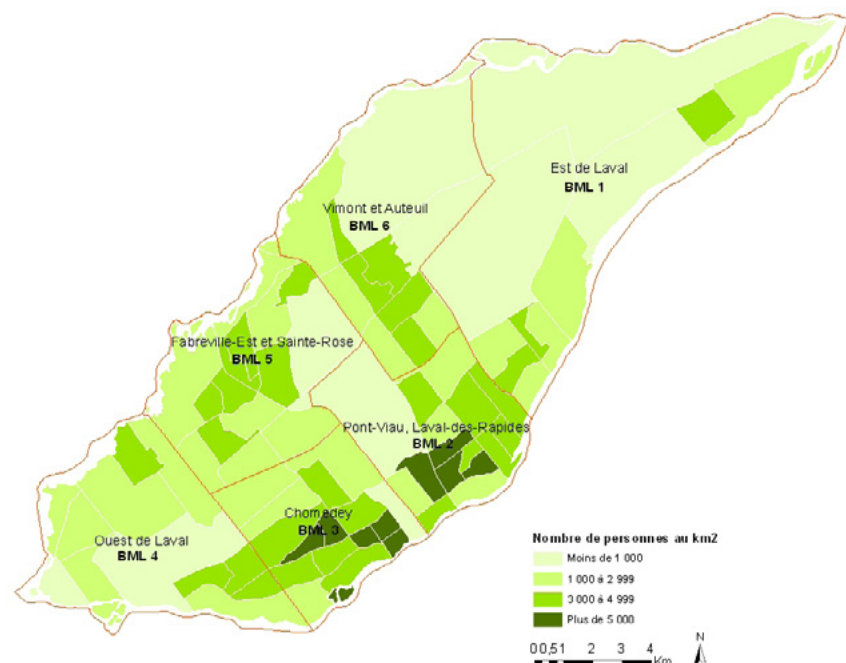 Est de Laval
BML 1
Vimont et Auteuil
BML 6
Fabreville-Est et Sainte-Rose
BML 5
Pont-Viau, Laval-des-Rapides
BML 2
Chomedey
BML 3
Ouest de Laval
BML 4
Nombre de personnes au km2
Moins de 1 000
1 000 à 2 999
3 000 à 4 999
Plus de 5 000
0 0,5 1 2 3 4
Km
N